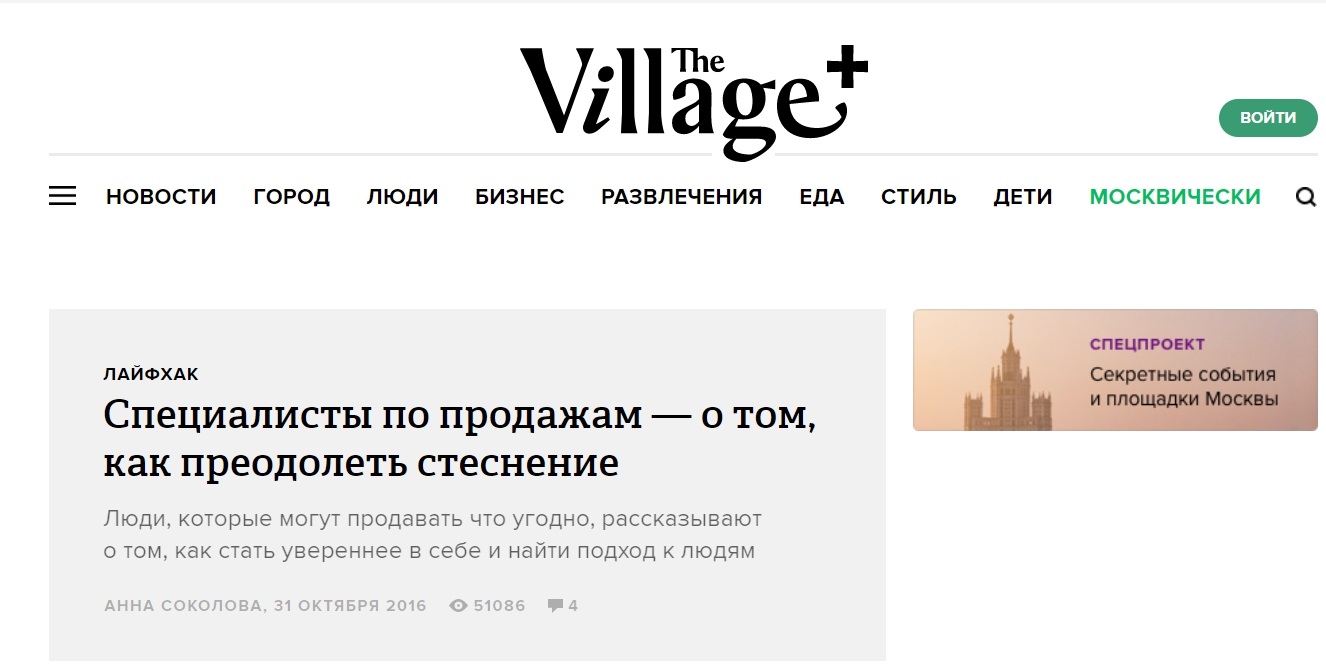 The Village+
ВОЙТИ
НОВОСТИ ГОРОД ЛЮДИ БИЗНЕС РАЗВЛЕЧЕНИЯ ЕДА СТИЛЬ ДЕТИ МОСКВИЧЕСКИ
ЛАЙФХАК
Специалисты по продажам — о том,
как преодолеть стеснение
Люди, которые могут продавать что угодно, рассказывают
о том, как стать увереннее в себе и найти подход к людям
АННА СОКОЛОВА, 31 ОКТЯБРЯ 2016 51086 4
СПЕЦПРОЕКТ
Секретные события
и площадки Москвы